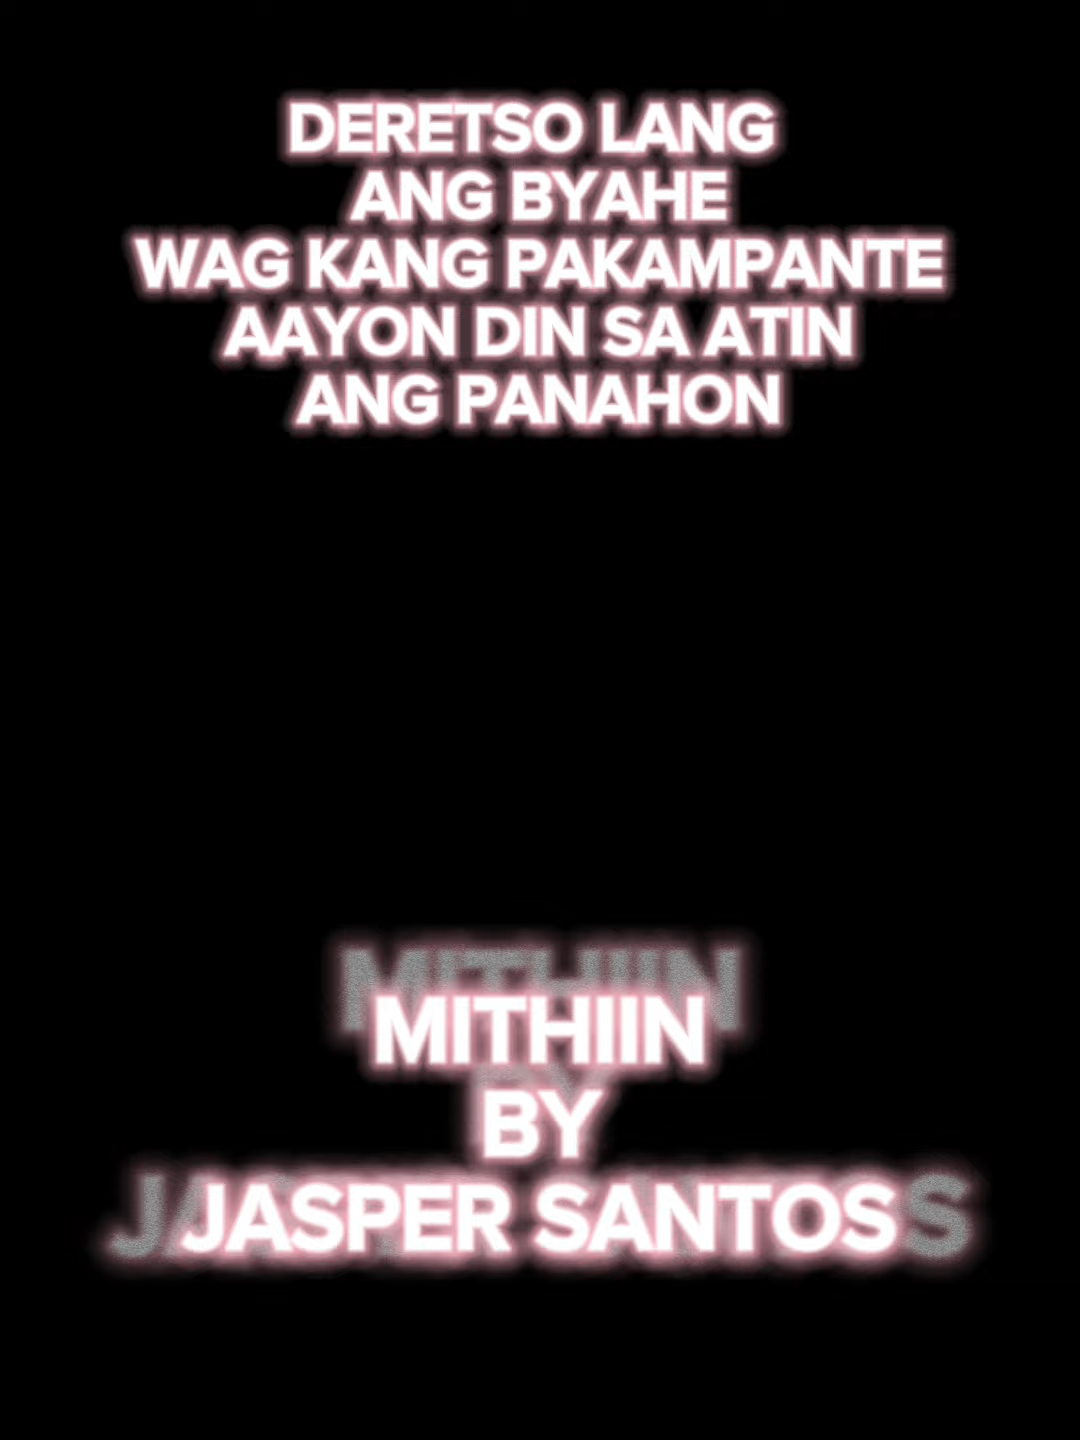 DERETSO LANG
ANG BYAHE
WAG KANG PAKAMPANTE
AAYON DIN SA ATIN
ANG PANAHON
MITHIIN
BY
JASPER SANTOS